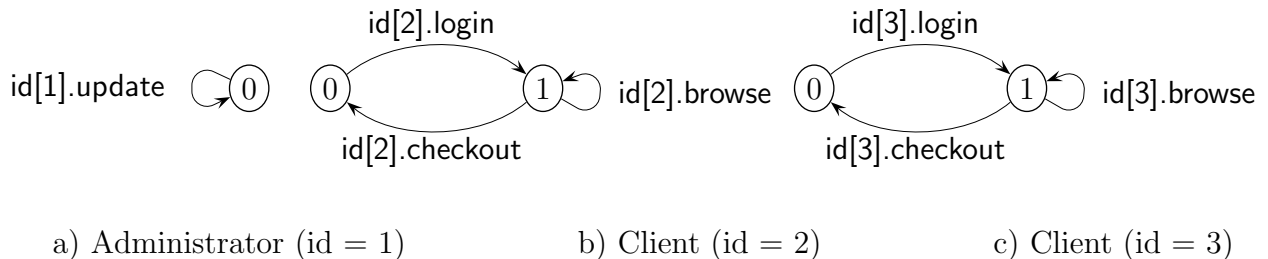 id[2].login
id[3].login
id[1].update
0
0
1
id[2].browse
0
1
id[3].browse
id[2].checkout
id[3].checkout
a) Administrator (id = 1)
b) Client (id = 2)
c) Client (id = 3)